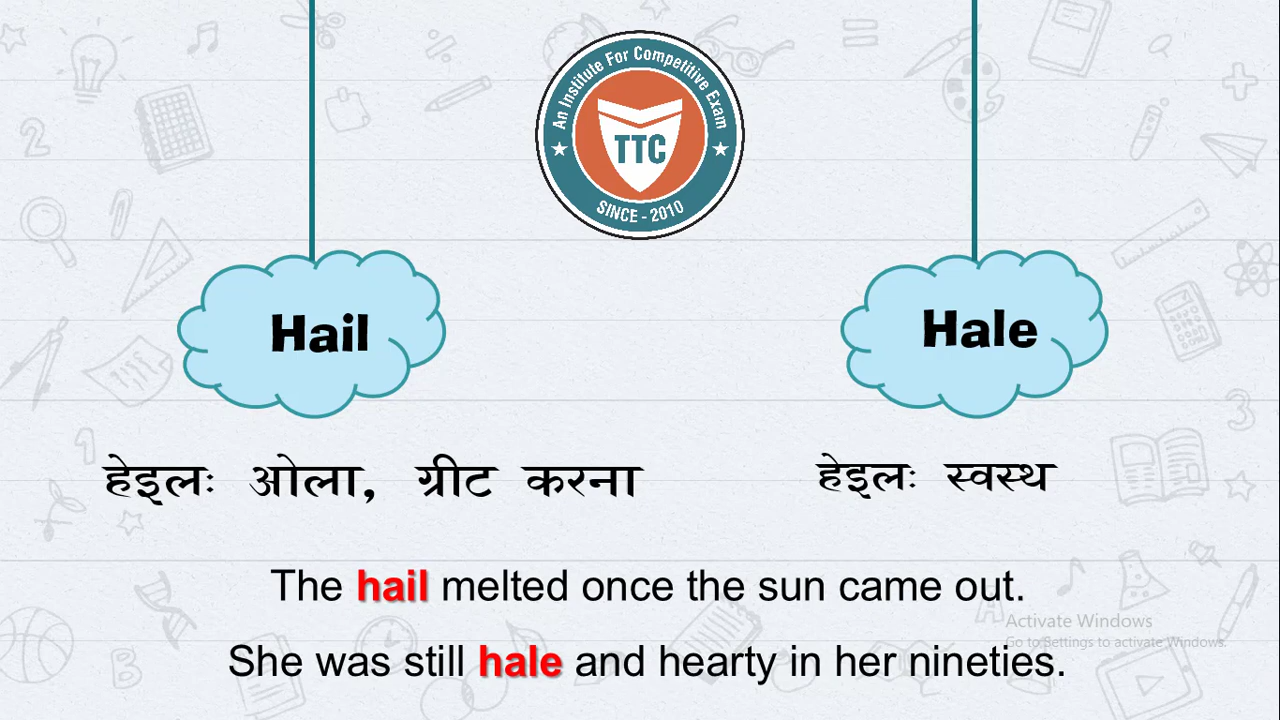 An Institute For Competitive Exam
TTC
SINCE - 2010
Hail
Hale
हेइलः ओला, ग्रीट करना
हेइलः स्वस्थ
The hail melted once the sun came out.
She was still hale and hearty in her nineties.
Activate Windows
Go to Settings to activate Windows.